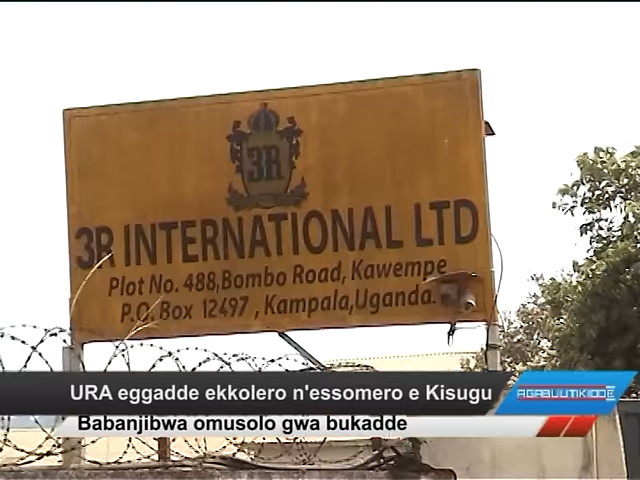 3R
3R INTERNATIONAL LTD
Plot No. 488,Bombo Road, Kawempe
P.O. Box 12497 , Kampala,Uganda.
URA eggadde ekkolero n'essomero e Kisugu
AGABUUTIKIDDE
Babanjibwa omusolo gwa bukadde